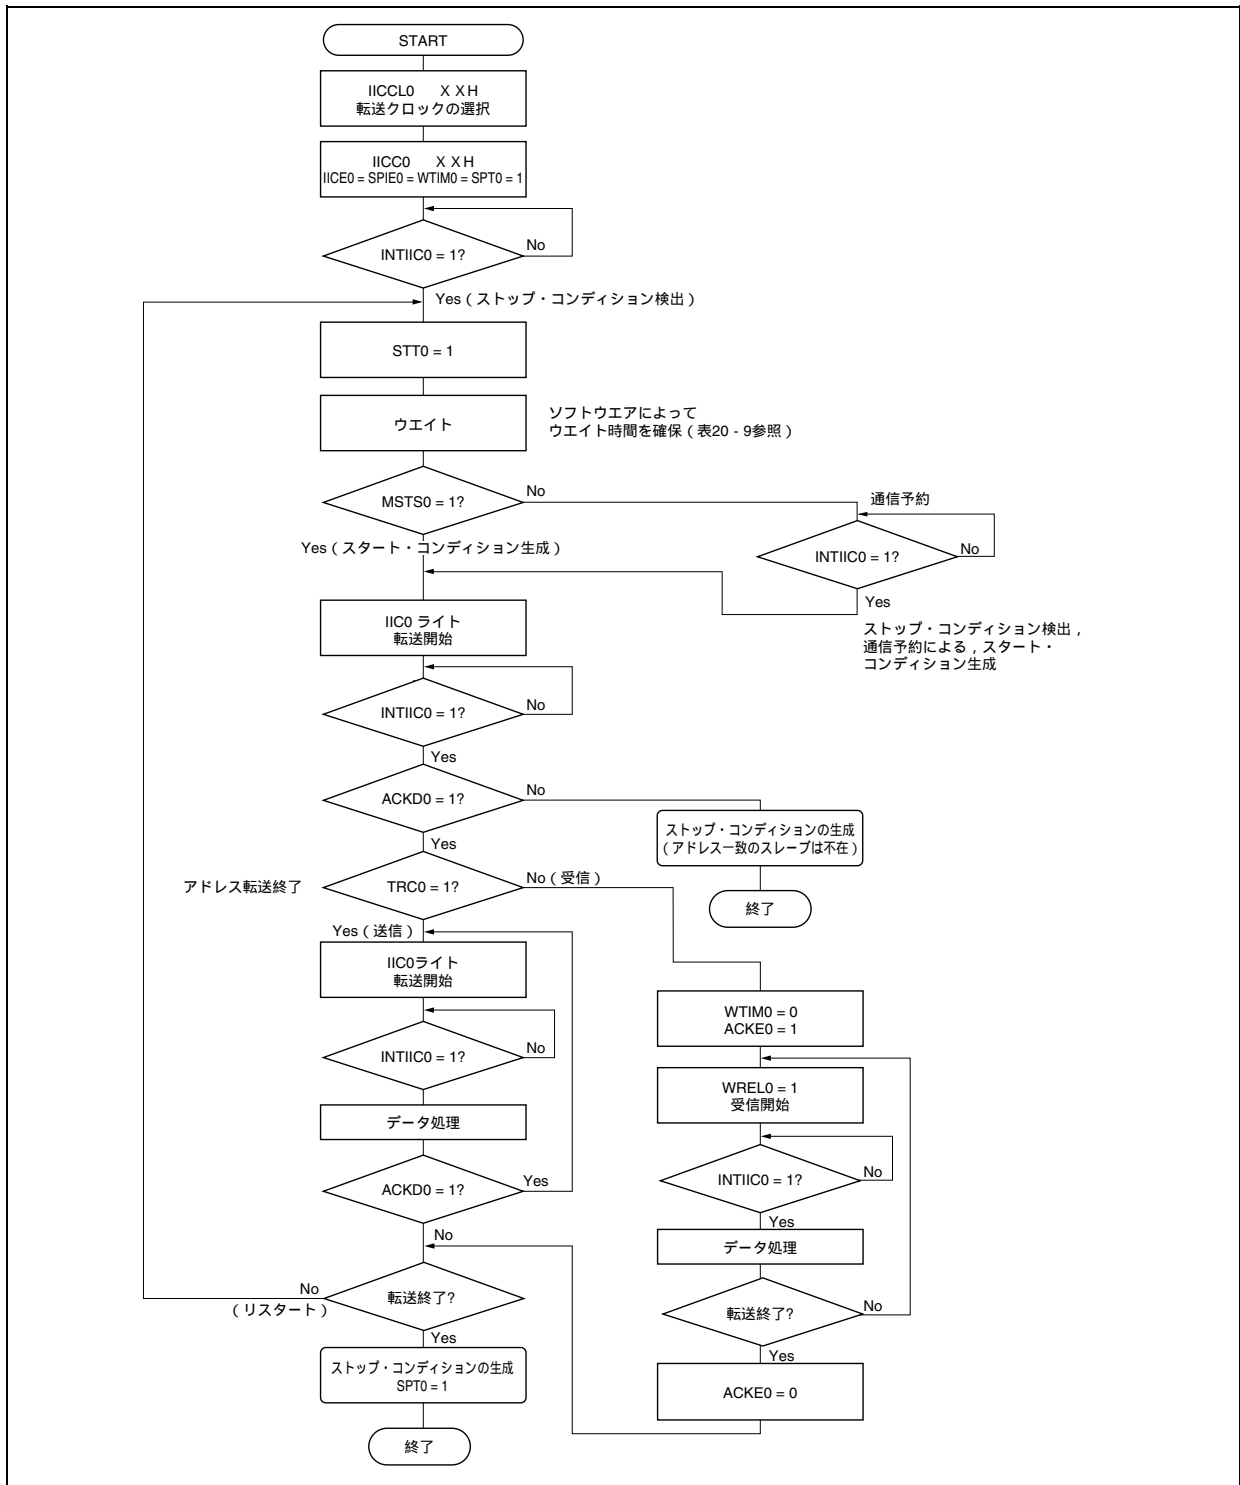 START
IICCL0 ××H
転送クロックの選択
IICC0 ××H
IICE0 = SPIE0 = WTIM0 = SPT0 = 1
INTIIC0 = 1?
No
Yes（ストップ・コンディション検出）
STT0 = 1
ウエイト
ソフトウエアによって
ウエイト時間を確保（表20 - 9参照）
MSTS0 = 1?
No
通信予約
INTIIC0 = 1?
No
Yes
ストップ・コンディション検出，
通信予約による，スタート・
コンディション生成
Yes（スタート・コンディション生成）
IIC0 ライト
転送開始
INTIIC0 = 1?
No
Yes
ACKD0 = 1?
No
ストップ・コンディションの生成
（アドレス一致のスレーブは不在）
終了
Yes
アドレス転送終了
TRC0 = 1?
No（受信）
Yes（送信）
IIC0ライト
転送開始
INTIIC0 = 1?
No
データ処理
ACKD0 = 1?
Yes
No
WTIM0 = 0
ACKE0 = 1
WREL0 = 1
受信開始
INTIIC0 = 1?
No
Yes
データ処理
転送終了?
No
Yes
ACKE0 = 0
転送終了?
No
（リスタート）
Yes
ストップ・コンディションの生成
SPT0 = 1
終了